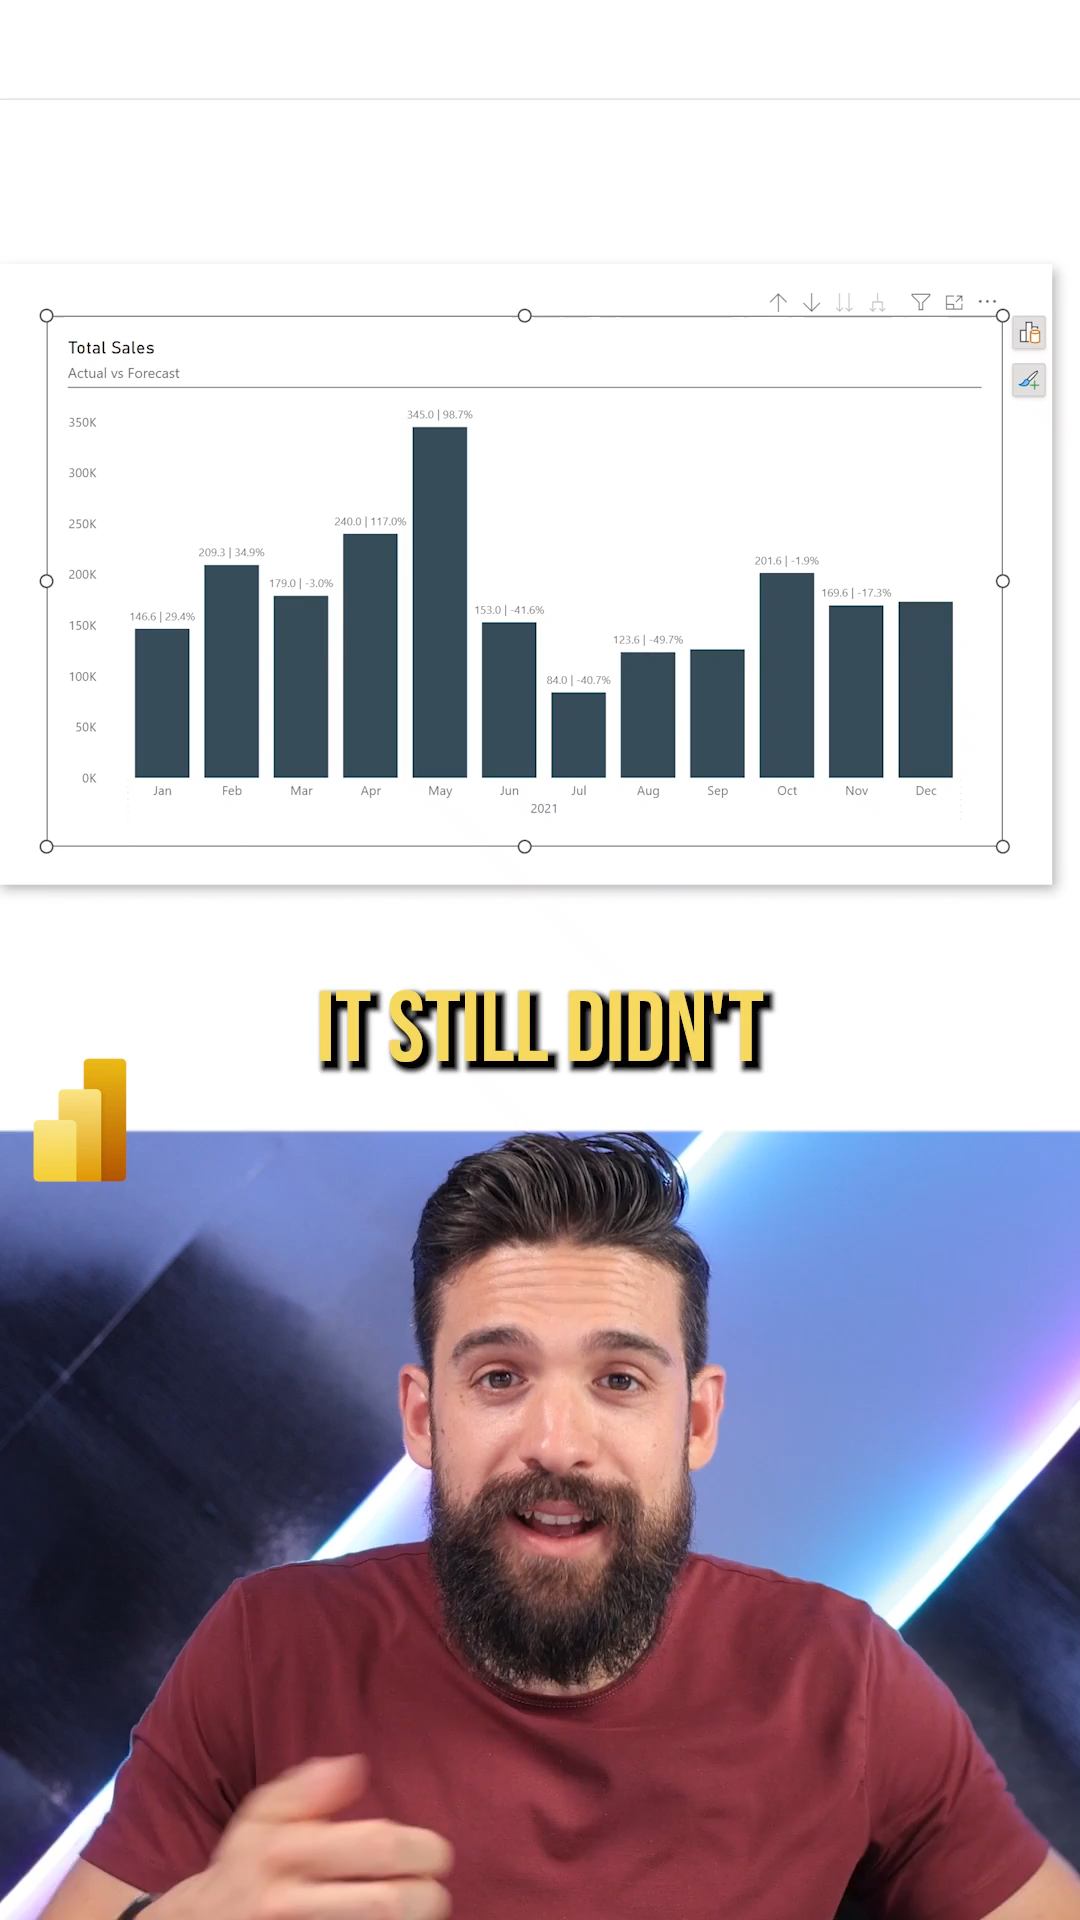 Total Sales
Actual vs Forecast
350K
300K
250K
200K
150K
100K
50K
0K
146.6 | 29.4%
209.3 | 34.9%
179.0 | -3.0%
240.0 | 117.0%
345.0 | 98.7%
153.0 | -41.6%
84.0 | -40.7%
123.6 | -49.7%
201.6 | -1.9%
169.6 | -17.3%
Jan Feb Mar Apr May Jun Jul Aug Sep Oct Nov Dec
2021
IT STILL DIDN'T